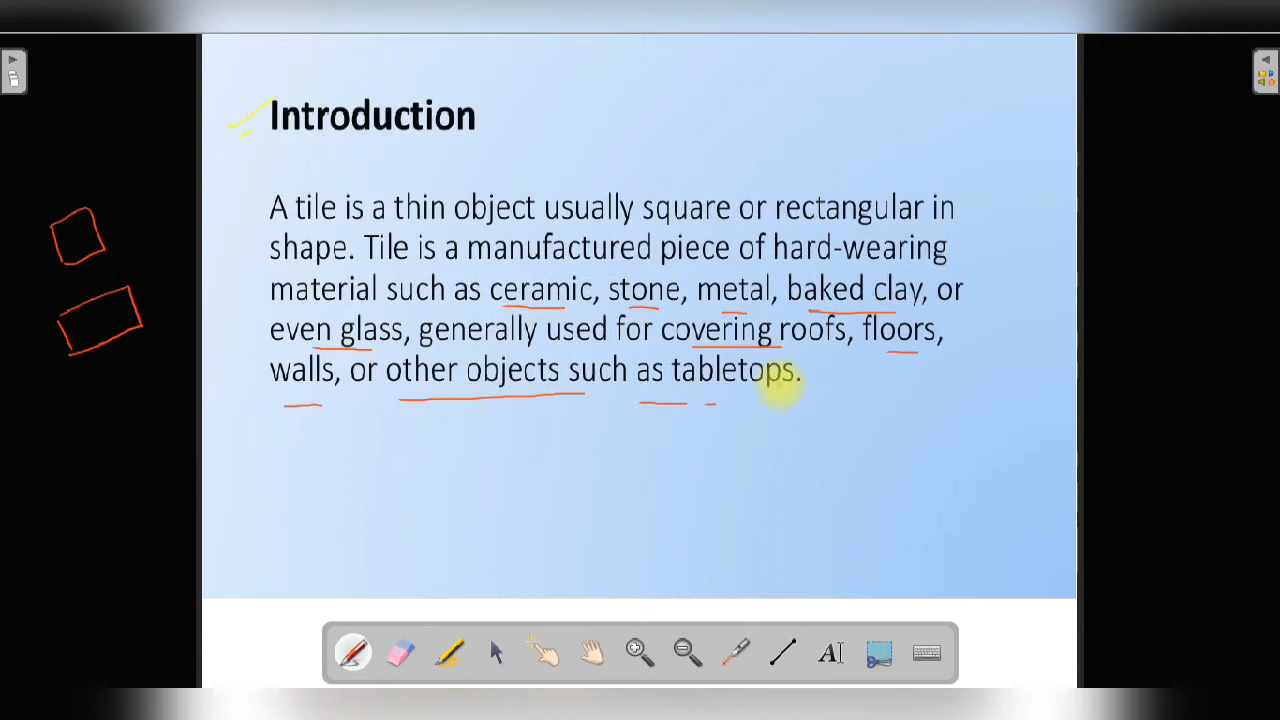 Introduction
A tile is a thin object usually square or rectangular in
shape. Tile is a manufactured piece of hard-wearing
material such as ceramic, stone, metal, baked clay, or
even glass, generally used for covering roofs, floors,
walls, or other objects such as tabletops.
A